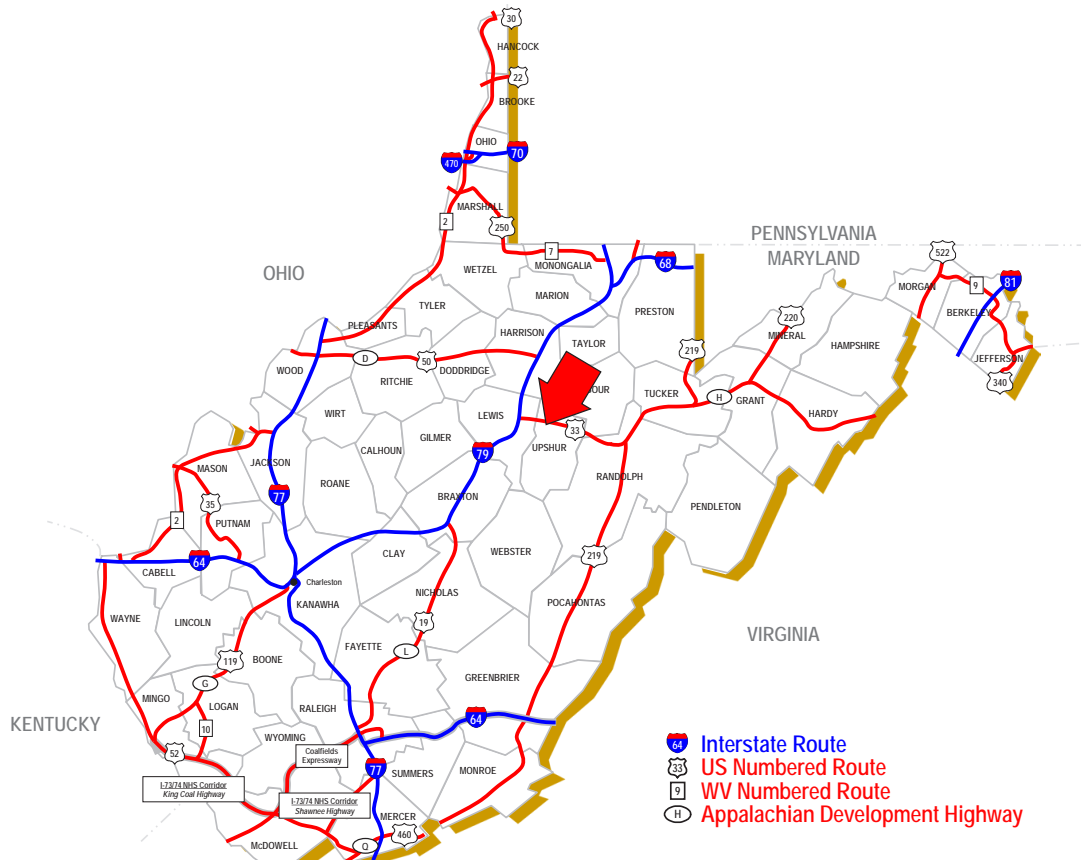 30
HANCOCK
22
BROOKE
OHIO
470
70
MARSHALL
2
250
PENNSYLVANIA
MARYLAND
OHIO
7
68
522
WETZEL
MONONGALIA
MORGAN
9
81
MARION
BERKELEY
TYLER
PRESTON
220
PLEASANTS
HARRISON
TAYLOR
MINERAL
HAMPSHIRE
WOOD
D
50
DODDRIDGE
219
JEFFERSON
RITCHIE
340
TUCKER
H
GRANT
WIRT
LEWIS
HARDY
GILMER
33
UPSHUR
CALHOUN
79
JACKSON
MASON
RANDOLPH
ROANE
77
35
BRAXTON
PENDLETON
2
PUTNAM
CLAY
WEBSTER
219
64
CABELL
Charleston
NICHOLAS
KANAWHA
POCAHONTAS
WAYNE
LINCOLN
19
VIRGINIA
FAYETTE
L
119
BOONE
GREENBRIER
G
MINGO
LOGAN
RALEIGH
KENTUCKY
10
64
WYOMING
52
Coalfields
Expressway
77
SUMMERS
MONROE
I-73/74 NHS Corridor
King Coal Highway
I-73/74 NHS Corridor
Shawnee Highway
MERCER
460
McDOWELL
Q
64 Interstate Route
33 US Numbered Route
9 WV Numbered Route
H Appalachian Development Highway